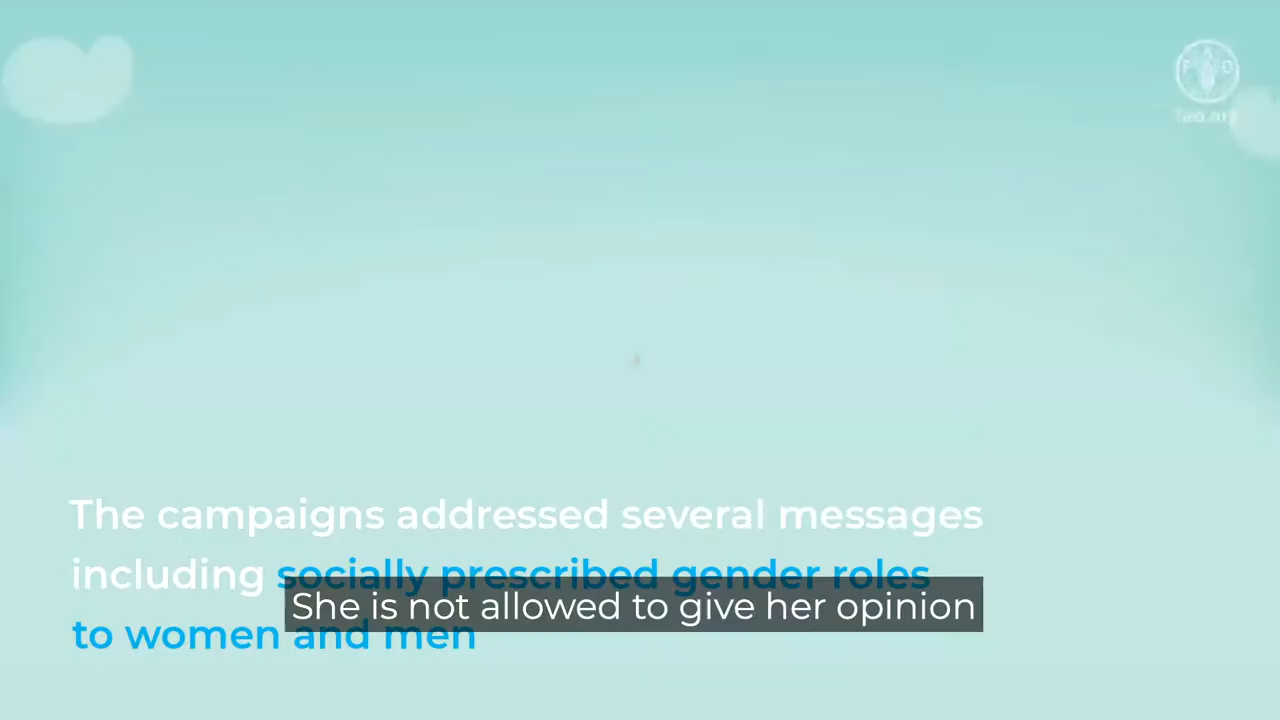 F A O
The campaigns addressed several messages
including socially prescribed gender roles
She is not allowed to give her opinion
to women and men